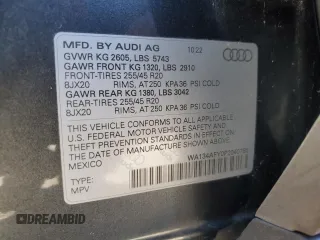 MFD. BY AUDI AG 10.22
GVWR KG 2605, LBS 5743
GAWR FRONT KG 1320, LBS 2910
FRONT-TIRES 255/45 R20
8JX20 RIMS, AT 250 KPA 36 PSI COLD
GAWR REAR KG 1380, LBS 3042
REAR-TIRES 255/45 R20
8JX20 RIMS, AT 250 KPA 36 PSI COLD
THIS VEHICLE CONFORMS TO ALL APPLICABLE
U.S. FEDERAL MOTOR VEHICLE SAFETY
STANDARDS IN EFFECT ON THE DATE OF
MANUFACTURE SHOWN ABOVE.
MEXICO
TYPE:
MPV
DREAMBID